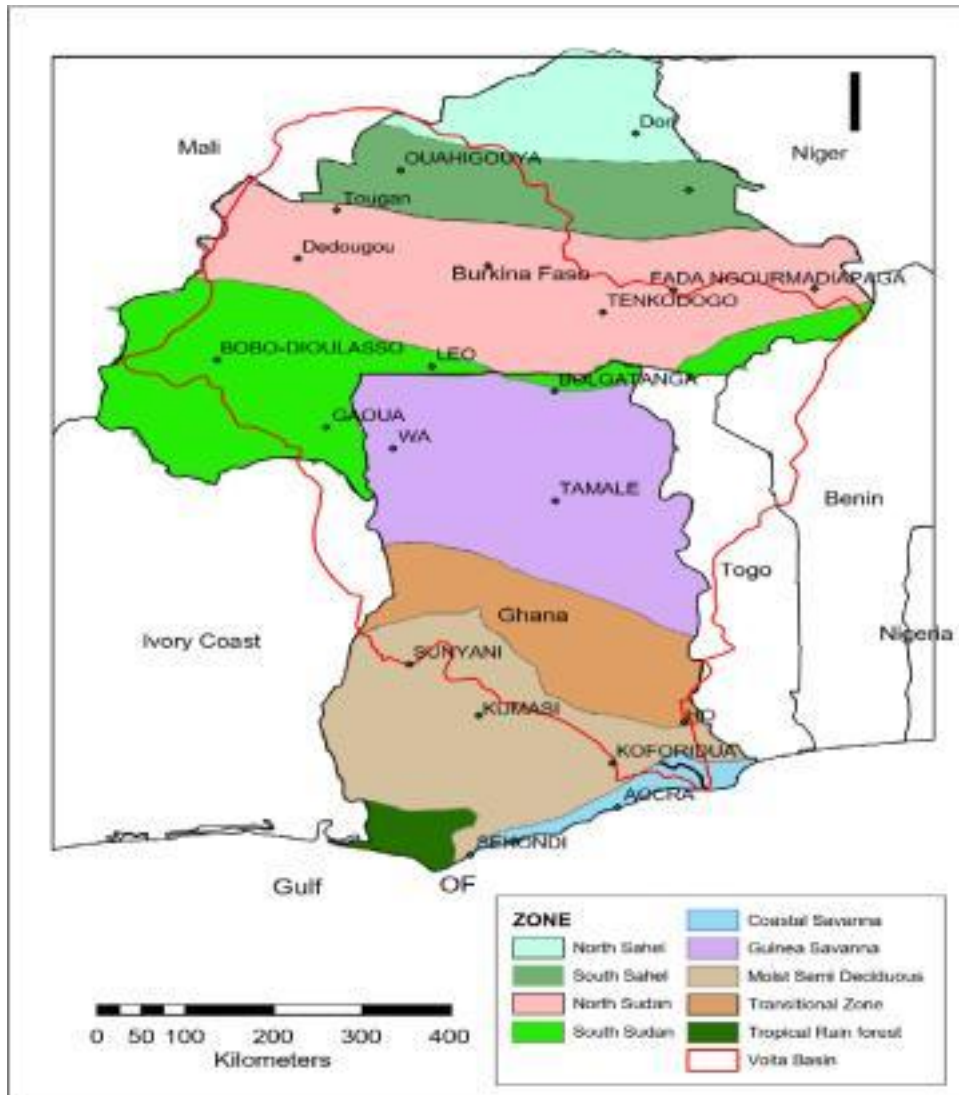 Mali
Dori
Niger
OUAHIGOUYA
Tougan
Dedougou
Burkina Faso
FADA NGOURMADIAPAGA
TENKODOGO
BOBO-DIOULASSO
LEO
BOLGATANGA
GAOUA
WA
TAMALE
Benin
Togo
Ghana
Ivory Coast
Nigeria
SUNYANI
KUMASI
HO
KOFORIDUA
ACCRA
SEKONDI
Gulf OF
ZONE
North Sahel
South Sahel
North Sudan
South Sudan
Coastal Savanna
Guinea Savanna
Moist Semi Deciduous
Transitional Zone
Tropical Rain forest
Volta Basin
0 50 100 200 300 400
Kilometers